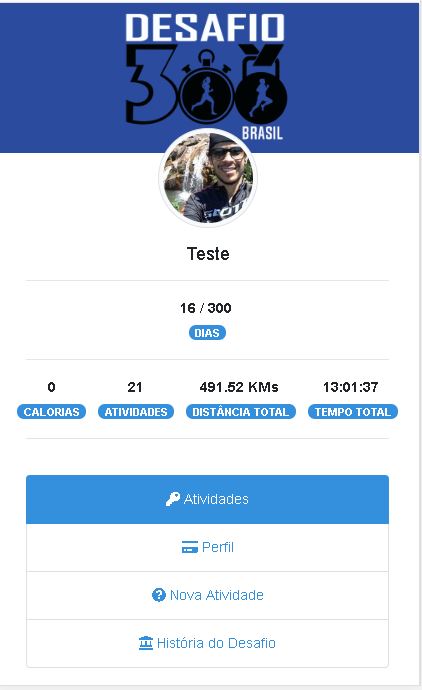 DESAFIO
300
BRASIL
Teste
16 / 300
DIAS
0 21 491.52 KMs 13:01:37
CALORIAS ATIVIDADES DISTÂNCIA TOTAL TEMPO TOTAL
Atividades
Perfil
Nova Atividade
História do Desafio